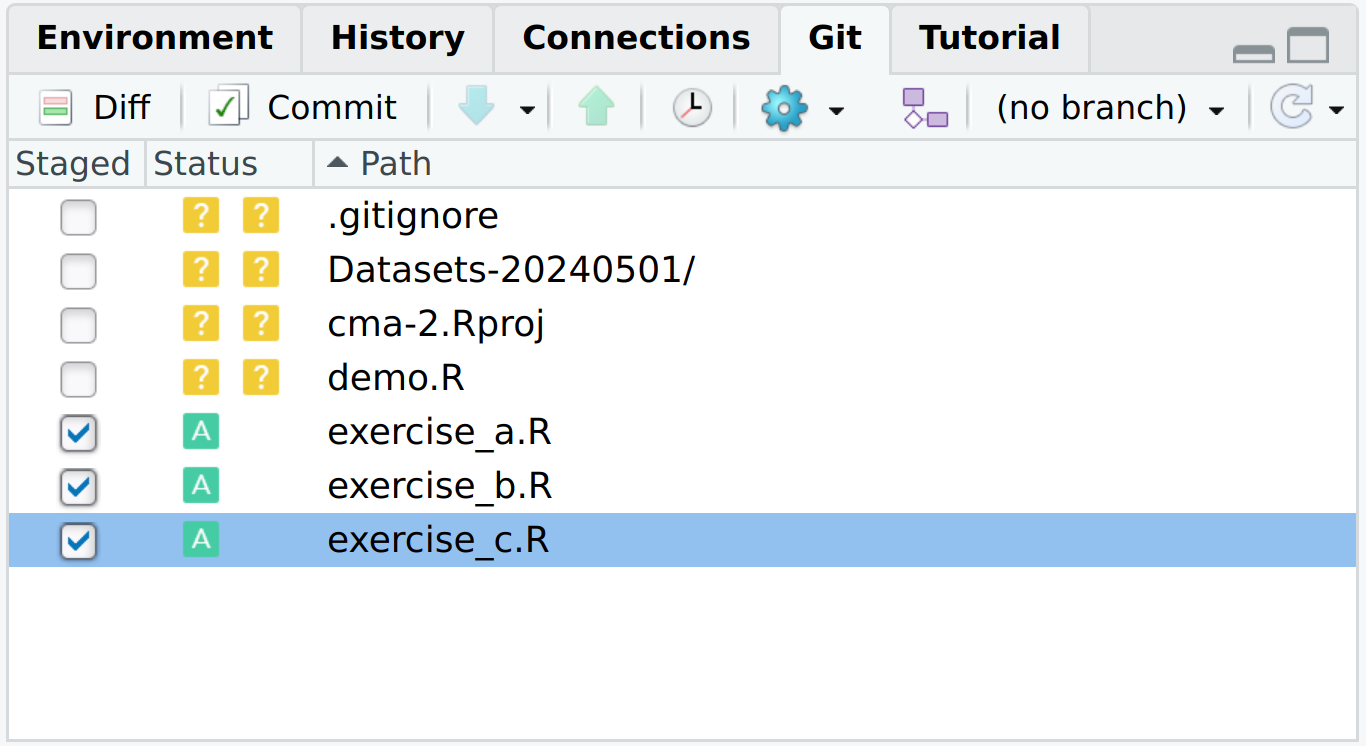 Environment History Connections Git Tutorial
Diff Commit (no branch)
Staged Status Path
? ? .gitignore
? ? Datasets-20240501/
? ? cma-2.Rproj
? ? demo.R
A exercise_a.R
A exercise_b.R
A exercise_c.R